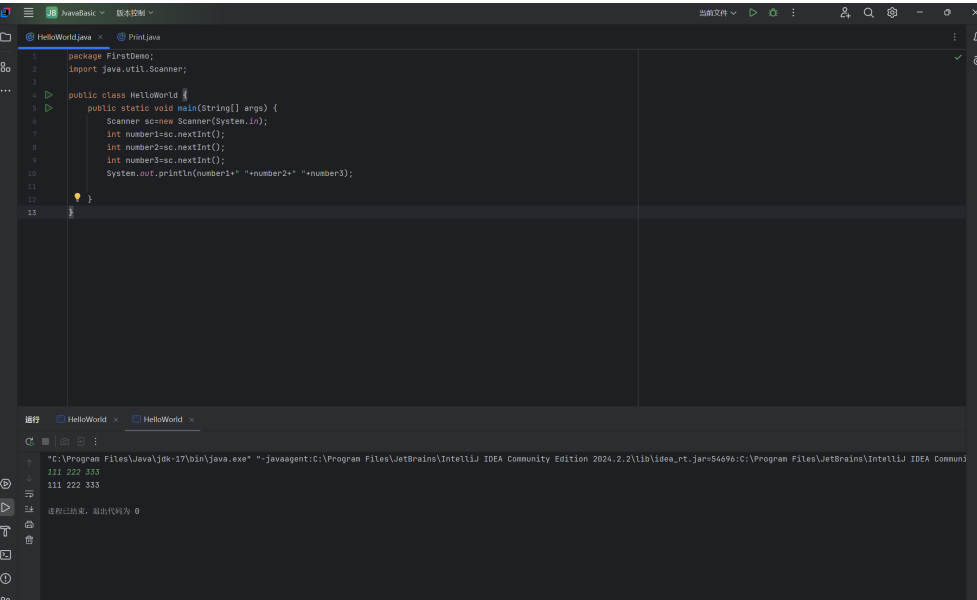 JB JvavaBasic 版本控制 当前文件
HelloWorld.java Print.java
1 package FirstDemo;
2 import java.util.Scanner;
3
4 public class HelloWorld {
5 public static void main(String[] args) {
6 Scanner sc=new Scanner(System.in);
7 int number1=sc.nextInt();
8 int number2=sc.nextInt();
9 int number3=sc.nextInt();
10 System.out.println(number1+" "+number2+" "+number3);
11
12 }
13 }
运行 HelloWorld HelloWorld
"C:\Program Files\Java\jdk-17\bin\java.exe" "-javaagent:C:\Program Files\JetBrains\IntelliJ IDEA Community Edition 2024.2.2\lib\idea_rt.jar=54696:C:\Program Files\JetBrains\IntelliJ IDEA Communi
111 222 333
111 222 333
进程已结束，退出代码为 0